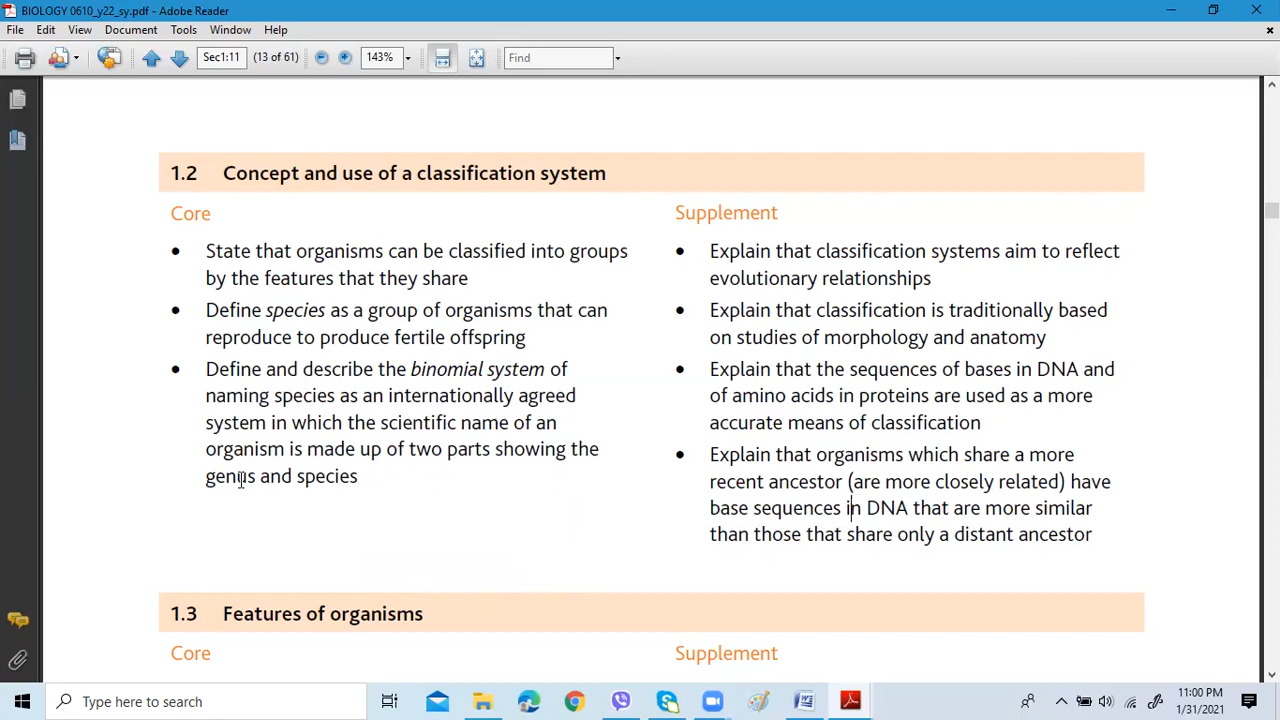 BIOLOGY 0610_y22_sy.pdf - Adobe Reader
File Edit View Document Tools Window Help
Sec1:11 (13 of 61) 143% Find
1.2 Concept and use of a classification system
Core
• State that organisms can be classified into groups
by the features that they share
• Define species as a group of organisms that can
reproduce to produce fertile offspring
• Define and describe the binomial system of
naming species as an internationally agreed
system in which the scientific name of an
organism is made up of two parts showing the
genus and species
Supplement
• Explain that classification systems aim to reflect
evolutionary relationships
• Explain that classification is traditionally based
on studies of morphology and anatomy
• Explain that the sequences of bases in DNA and
of amino acids in proteins are used as a more
accurate means of classification
• Explain that organisms which share a more
recent ancestor (are more closely related) have
base sequences in DNA that are more similar
than those that share only a distant ancestor
1.3 Features of organisms
Core
Supplement
Type here to search
11:00 PM
1/31/2021